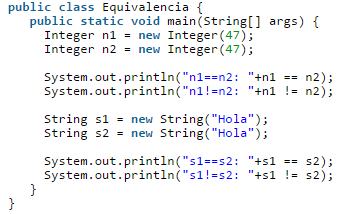 public class Equivalencia {
public static void main(String[] args) {
Integer n1 = new Integer(47);
Integer n2 = new Integer(47);
System.out.println("n1==n2: "+n1 == n2);
System.out.println("n1!=n2: "+n1 != n2);
String s1 = new String("Hola");
String s2 = new String("Hola");
System.out.println("s1==s2: "+s1 == s2);
System.out.println("s1!=s2: "+s1 != s2);
}
}